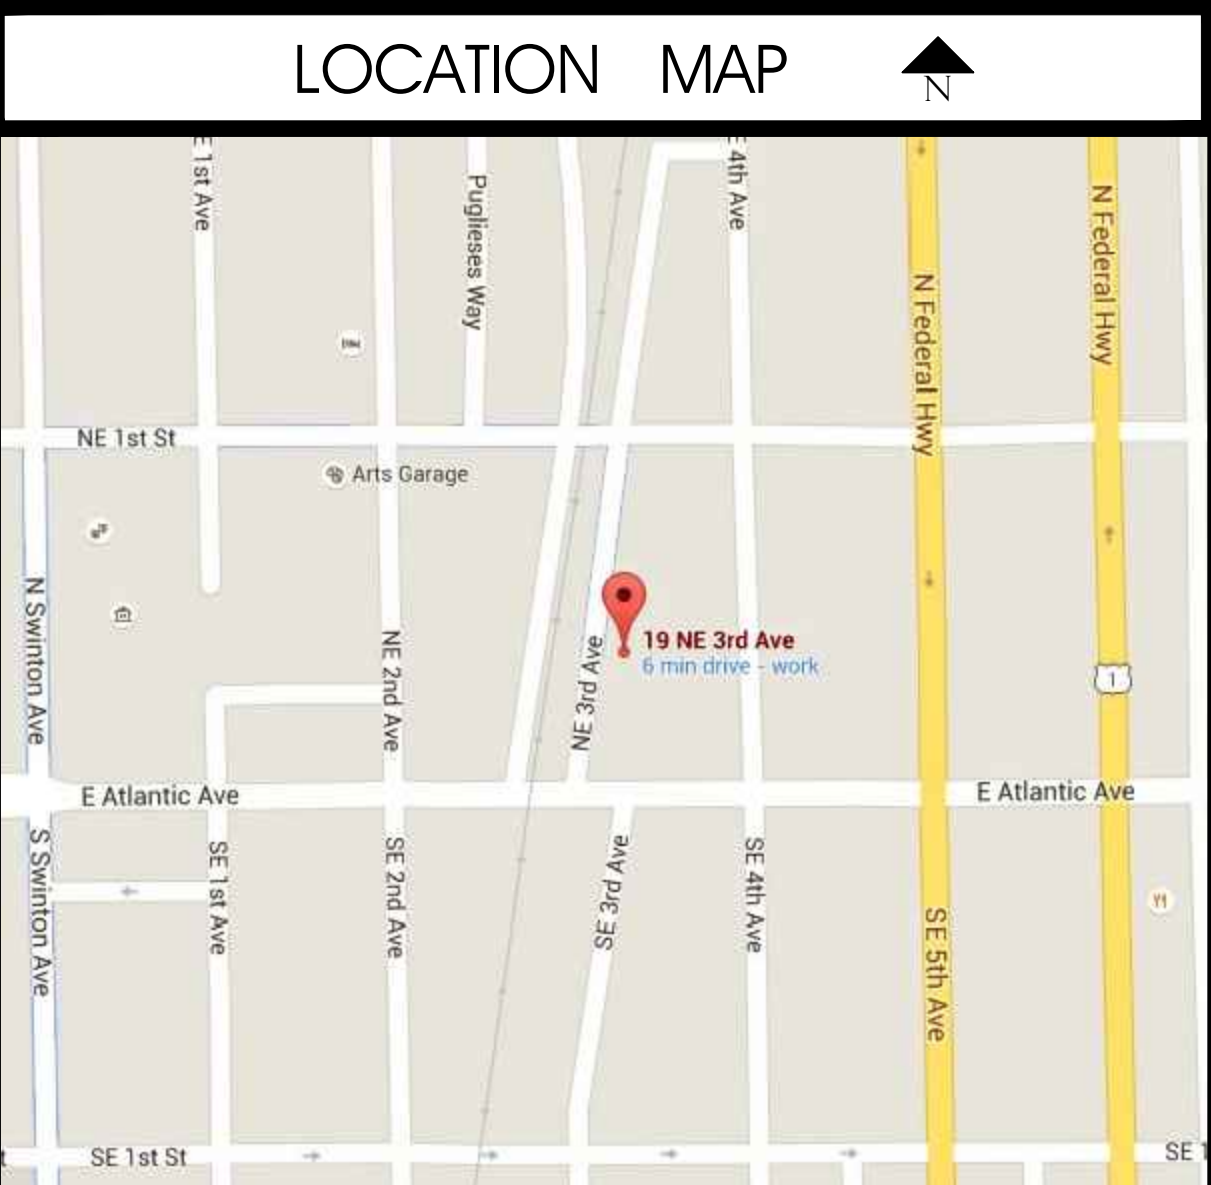 LOCATION MAP
N
E 1st Ave
Puglieses Way
E 4th Ave
N Federal Hwy
N Federal Hwy
NE 1st St
Arts Garage
N Swinton Ave
NE 2nd Ave
NE 3rd Ave
19 NE 3rd Ave
6 min drive - work
1
E Atlantic Ave
E Atlantic Ave
S Swinton Ave
SE 1st Ave
SE 2nd Ave
SE 3rd Ave
SE 4th Ave
SE 5th Ave
t
SE 1st St
SE 1